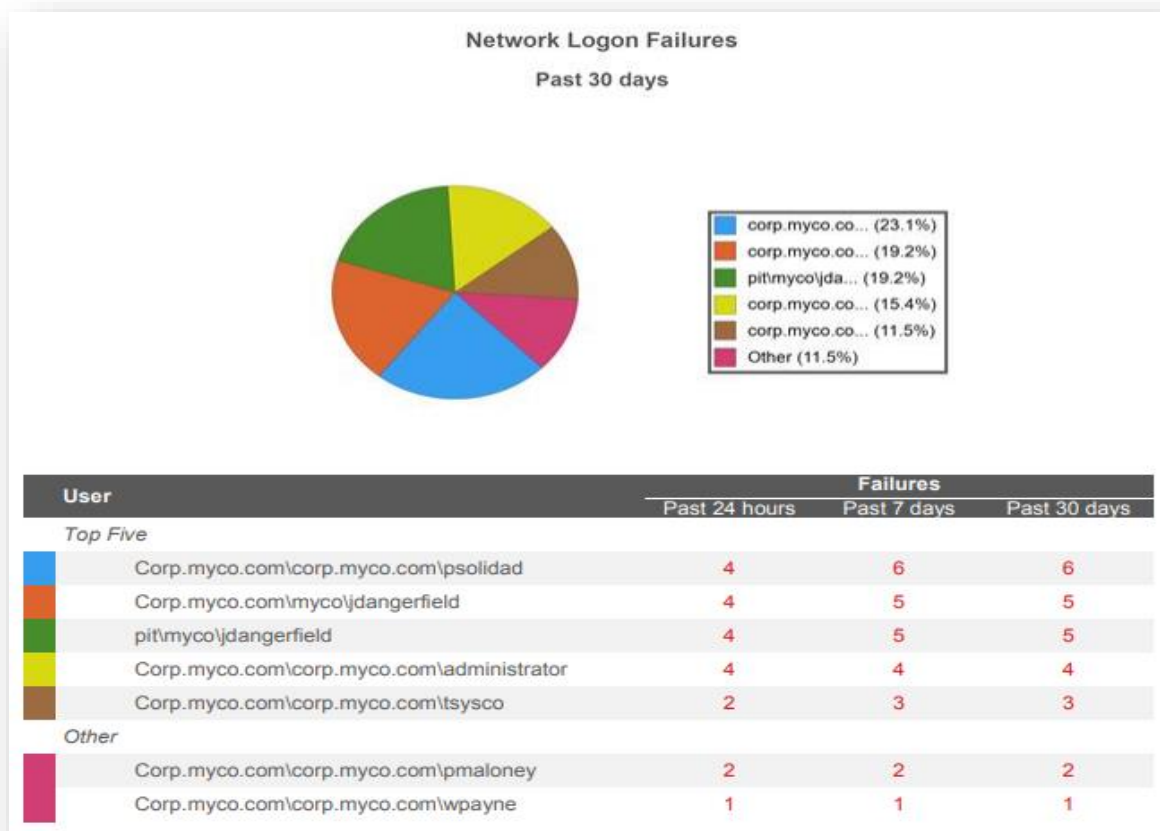 Network Logon Failures
Past 30 days
corp.myco.co... (23.1%)
corp.myco.co... (19.2%)
pit\myco\jda... (19.2%)
corp.myco.co... (15.4%)
corp.myco.co... (11.5%)
Other (11.5%)
User Failures
Past 24 hours Past 7 days Past 30 days
Top Five
Corp.myco.com\corp.myco.com\psolidad 4 6 6
Corp.myco.com\myco\jdangerfield 4 5 5
pit\myco\jdangerfield 4 5 5
Corp.myco.com\corp.myco.com\administrator 4 4 4
Corp.myco.com\corp.myco.com\tsysco 2 3 3
Other
Corp.myco.com\corp.myco.com\pmaloney 2 2 2
Corp.myco.com\corp.myco.com\wpayne 1 1 1